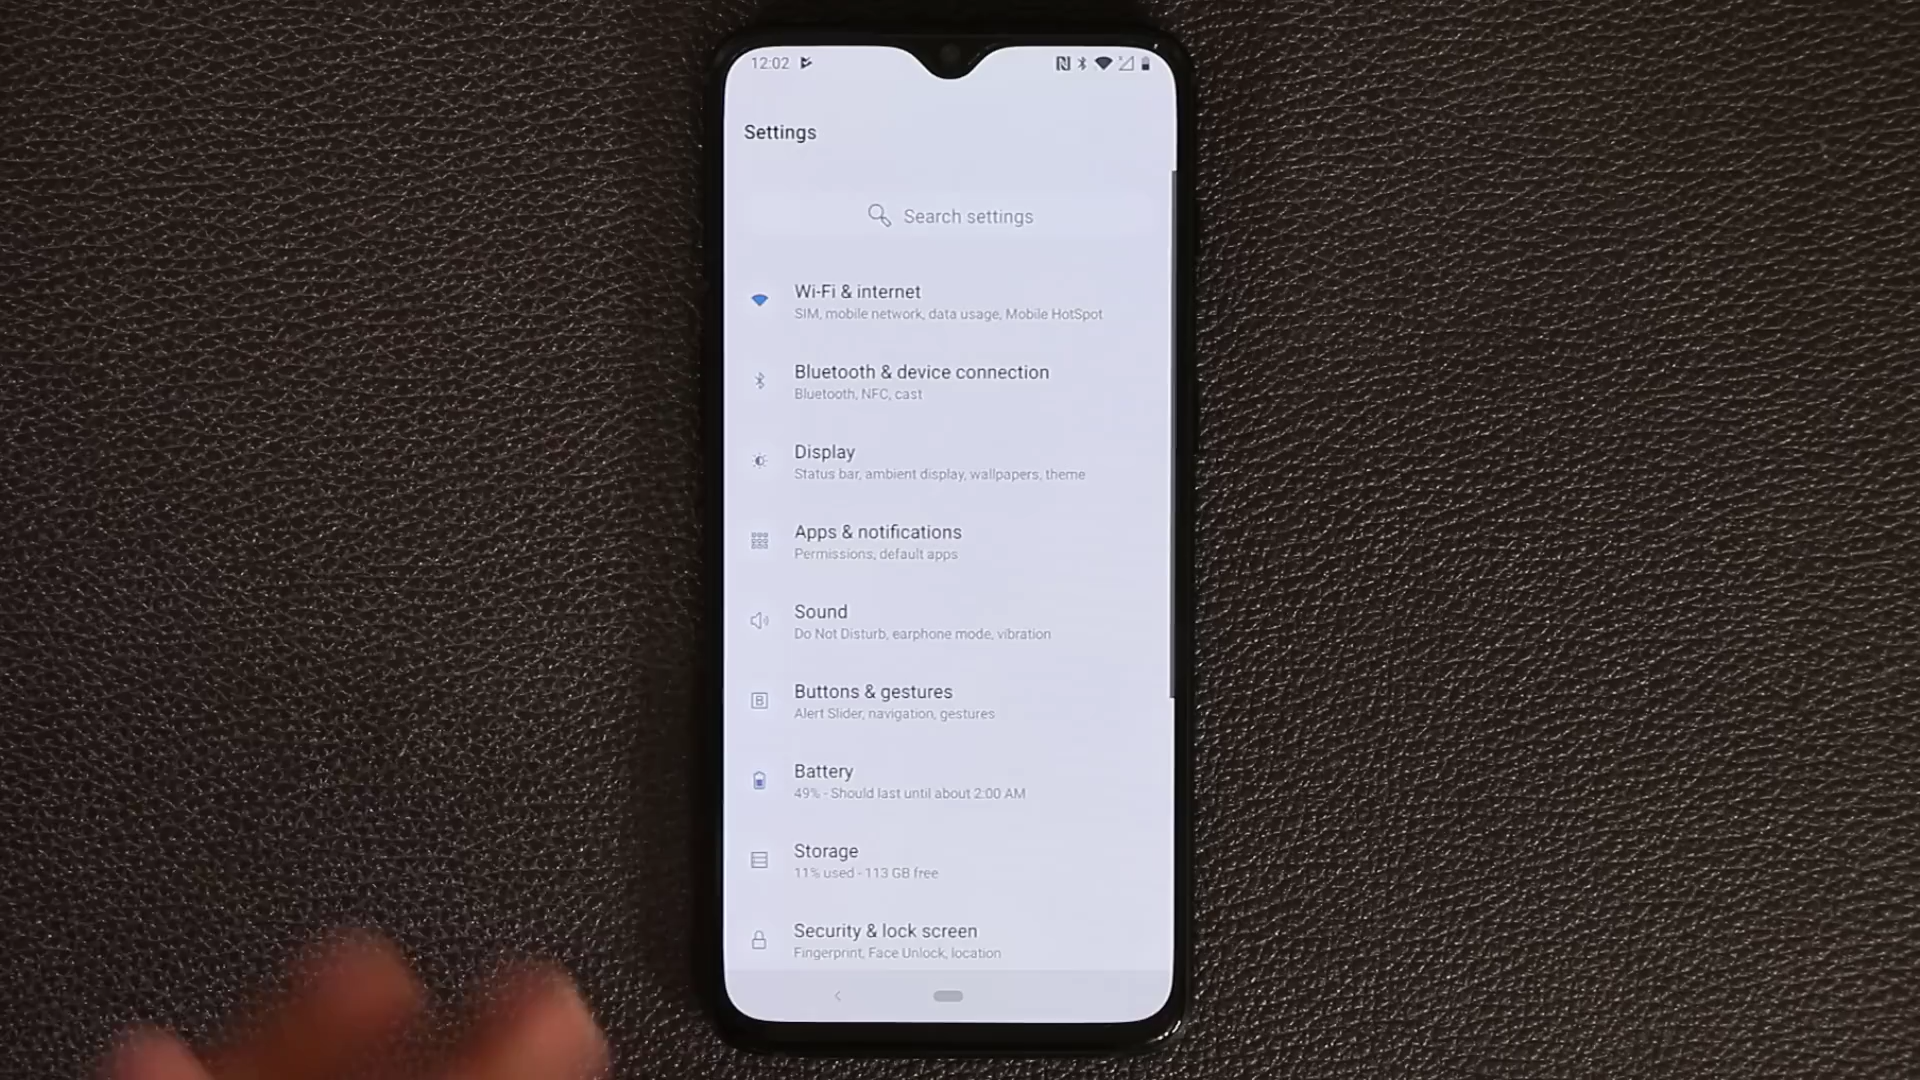 12:02
Settings
Search settings
Wi-Fi & internet
SIM, mobile network, data usage, Mobile HotSpot
Bluetooth & device connection
Bluetooth, NFC, cast
Display
Status bar, ambient display, wallpapers, theme
Apps & notifications
Permissions, default apps
Sound
Do Not Disturb, earphone mode, vibration
Buttons & gestures
Alert Slider, navigation, gestures
Battery
49% - Should last until about 2:00 AM
Storage
11% used - 113 GB free
Security & lock screen
Fingerprint, Face Unlock, location